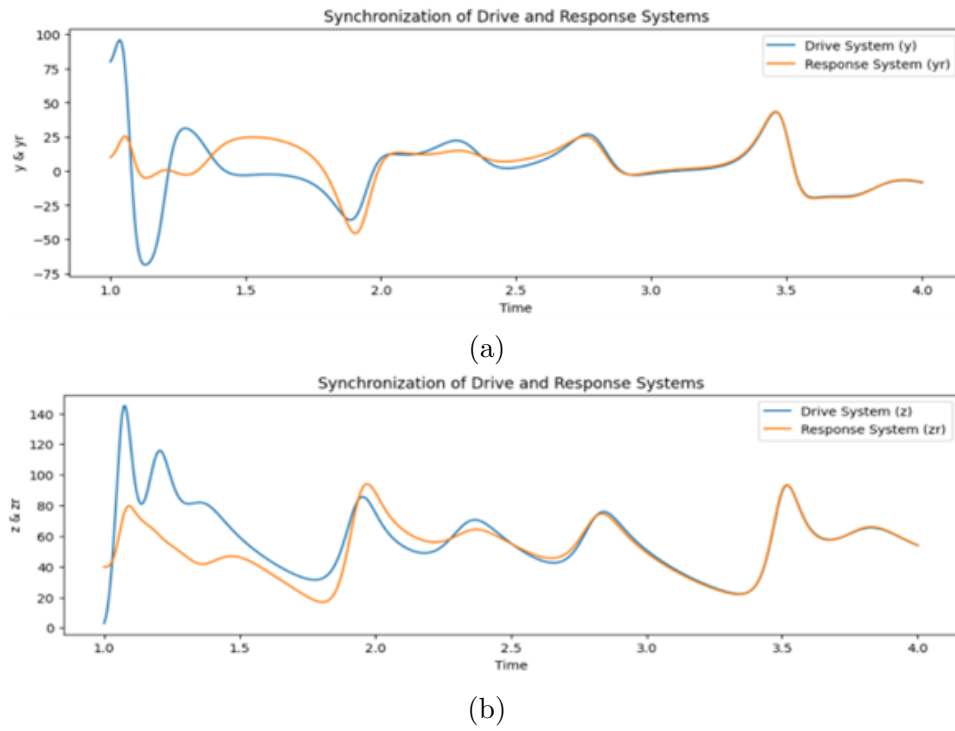 Synchronization of Drive and Response Systems
100
75
50
25
0
−25
−50
−75
y & yr
Drive System (y)
Response System (yr)
1.0 1.5 2.0 2.5 3.0 3.5 4.0
Time
(a)
Synchronization of Drive and Response Systems
140
120
100
80
60
40
20
0
z & zr
Drive System (z)
Response System (zr)
1.0 1.5 2.0 2.5 3.0 3.5 4.0
Time
(b)